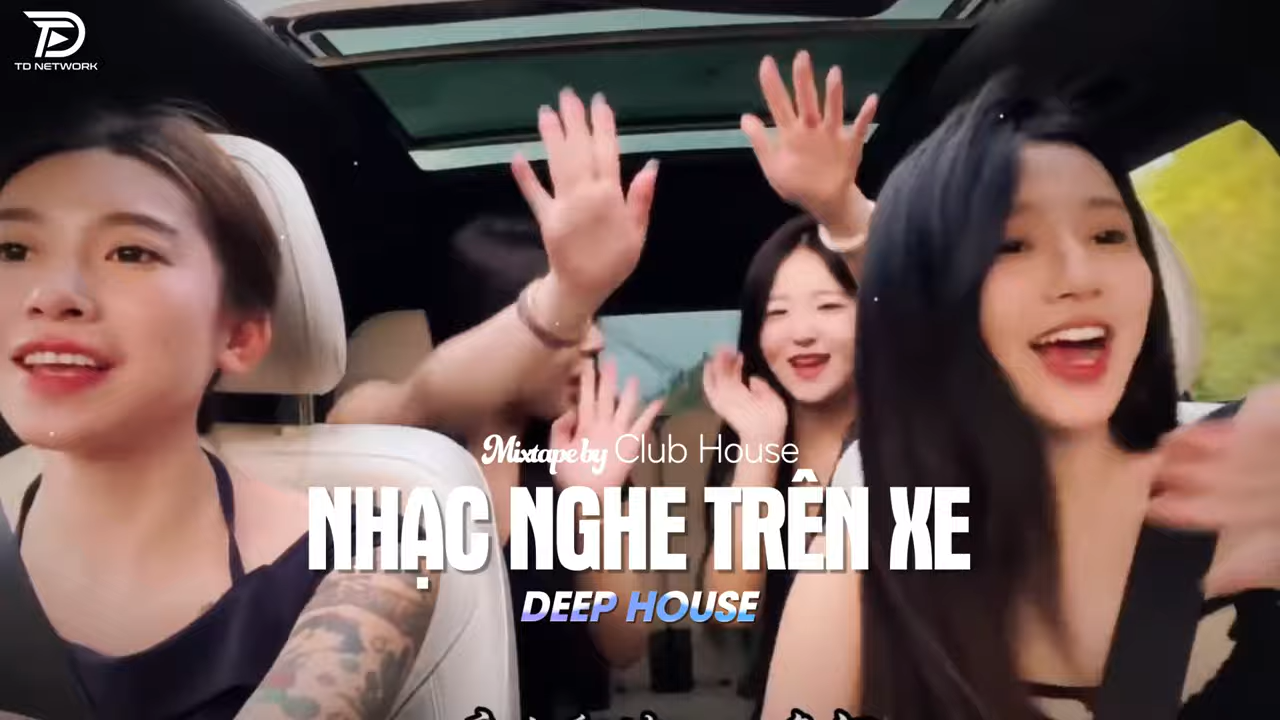 TD NETWORK
Mixtape by Club House
NHẠC NGHE TRÊN XE
DEEP HOUSE